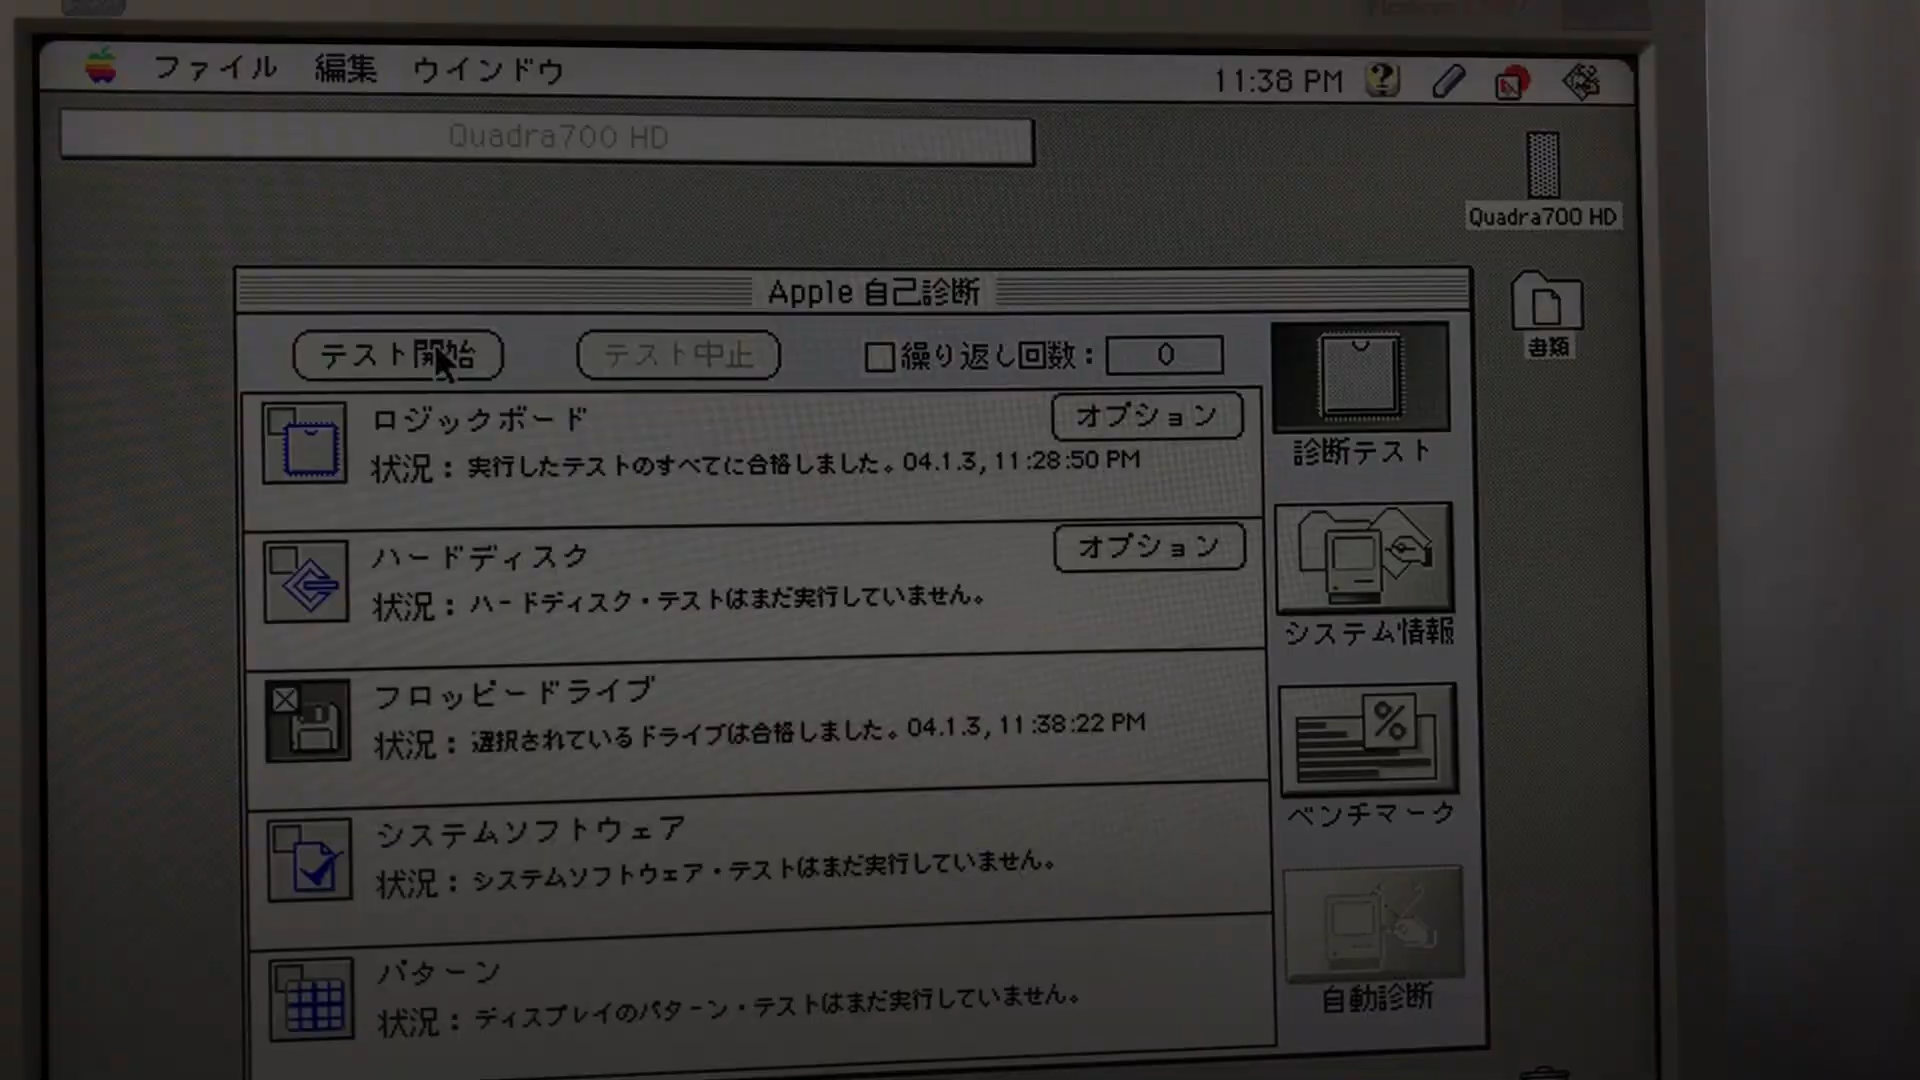 ファイル 編集 ウインドウ 11:38 PM
Quadra700 HD
Quadra700 HD
書類
Apple 自己診断
テスト開始 テスト中止 繰り返し回数： 0
ロジックボード オプション
状況： 実行したテストのすべてに合格しました。04.1.3, 11:28:50 PM
診断テスト
ハードディスク オプション
状況： ハードディスク・テストはまだ実行していません。
システム情報
フロッピードライブ
状況： 選択されているドライブは合格しました。04.1.3, 11:38:22 PM
%
ベンチマーク
システムソフトウェア
状況： システムソフトウェア・テストはまだ実行していません。
パターン
状況： ディスプレイのパターン・テストはまだ実行していません。
自動診断